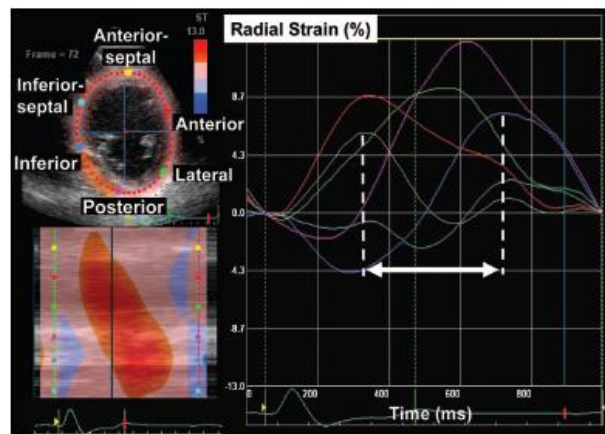 ST
13.0
Frame = 72
Anterior-
septal
Inferior-
septal
Anterior
%
Inferior
Lateral
Posterior
Radial Strain (%)
8.7
4.3
0.0
4.3
-8.7
-13.0
200
400
600
800
Time (ms)